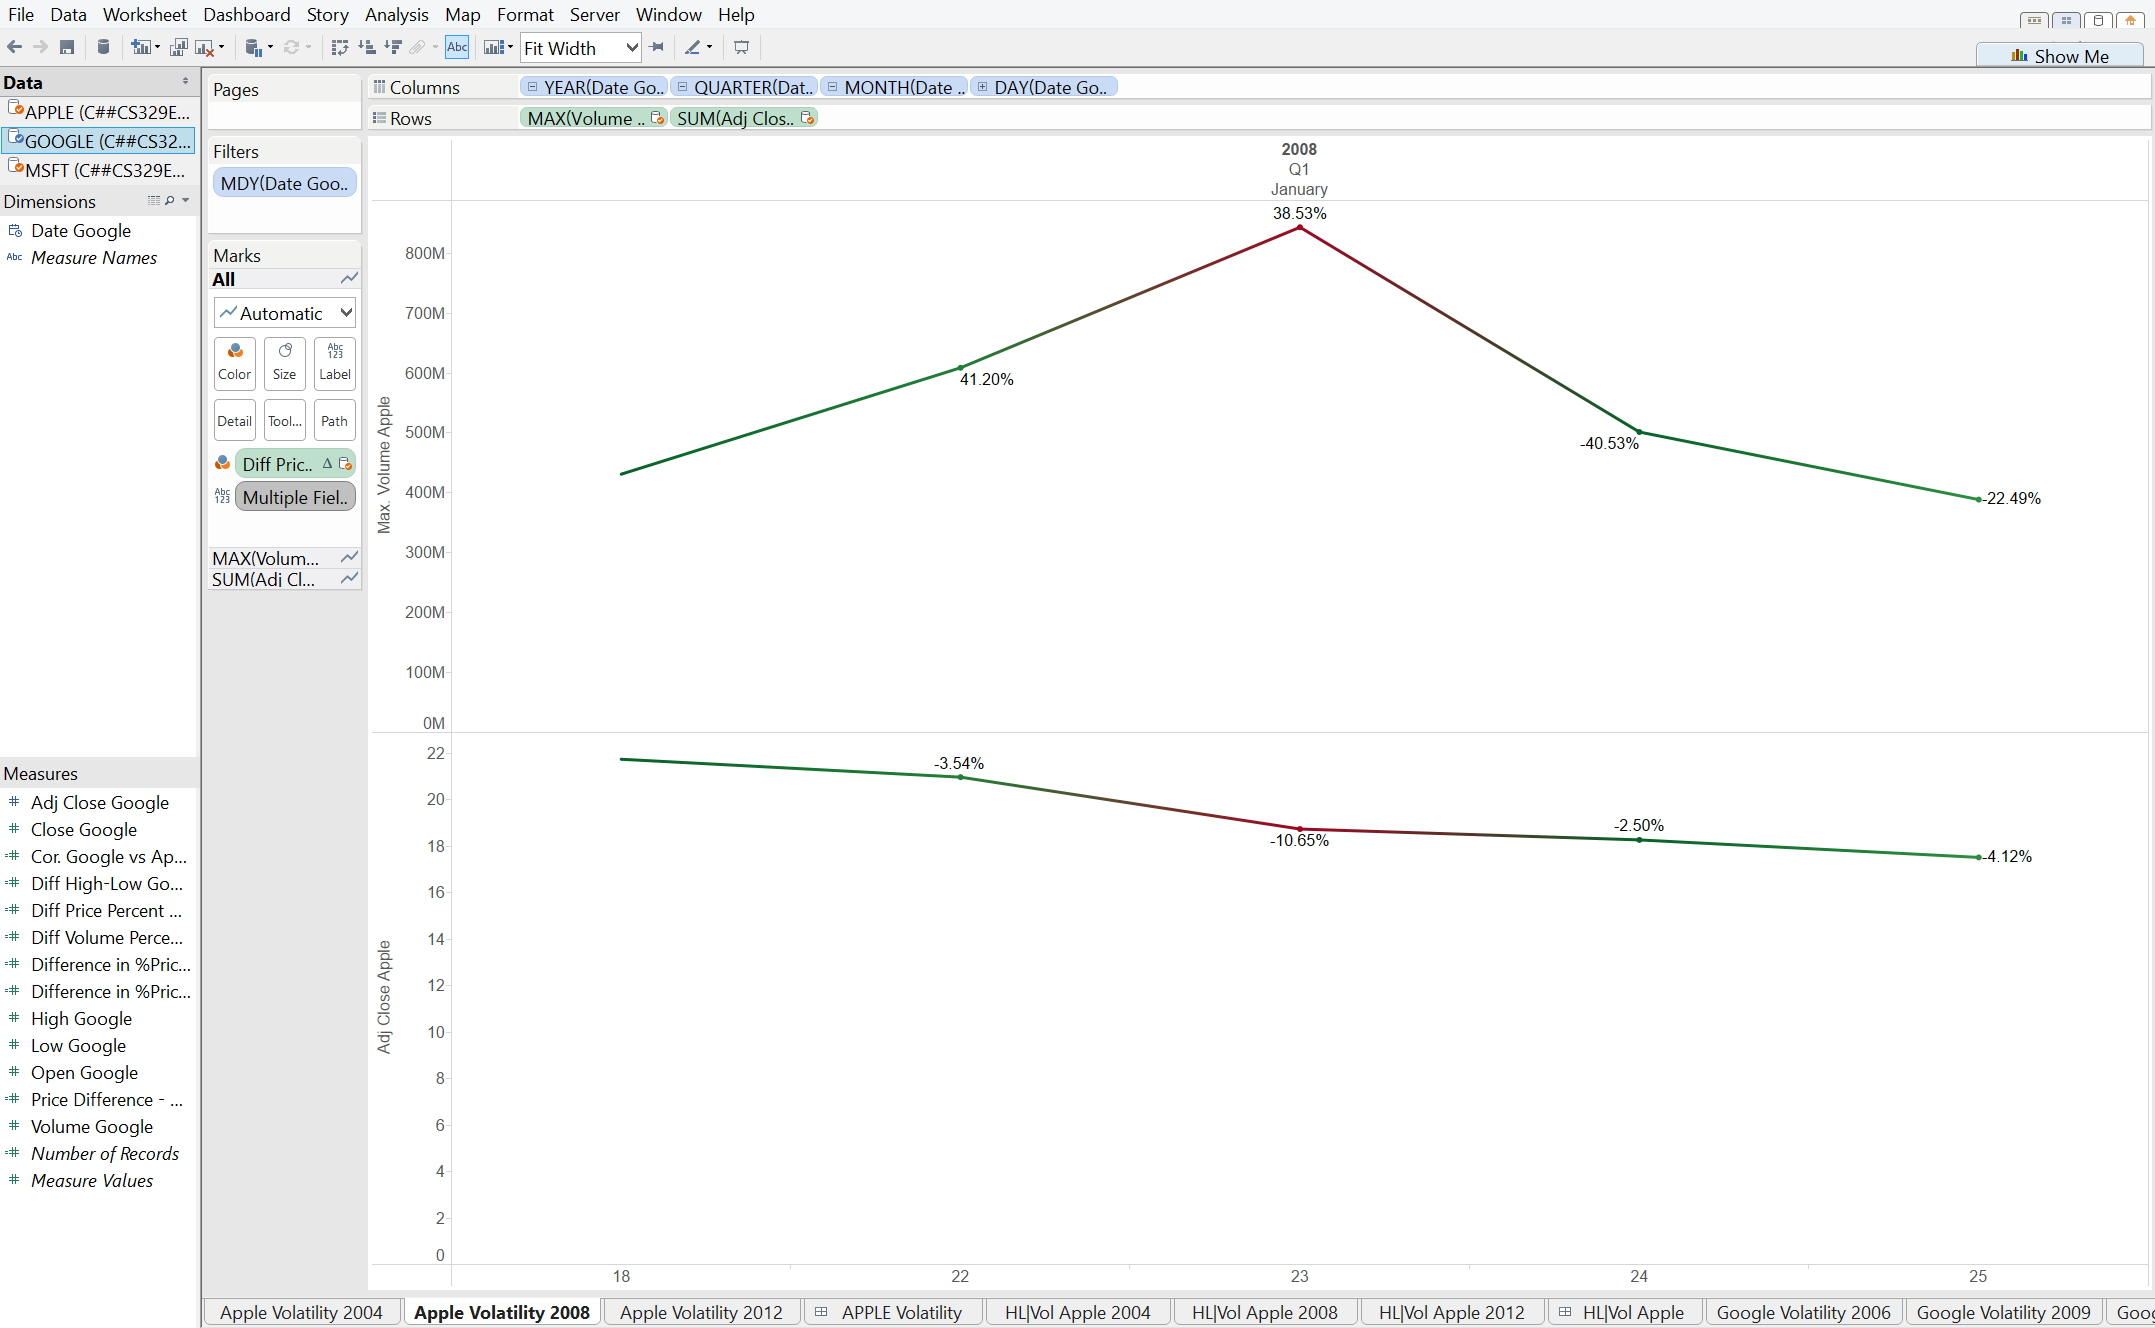 File Data Worksheet Dashboard Story Analysis Map Format Server Window Help
Abc Fit Width
Show Me
Data
APPLE (C##CS329E...
GOOGLE (C##CS32...
MSFT (C##CS329E...
Dimensions
Date Google
Abc Measure Names
Measures
Adj Close Google
Close Google
Cor. Google vs Ap...
Diff High-Low Go...
Diff Price Percent ...
Diff Volume Perce...
Difference in %Pric...
Difference in %Pric...
High Google
Low Google
Open Google
Price Difference - ...
Volume Google
Number of Records
Measure Values
Pages
Filters
MDY(Date Goo..
Marks
All
Automatic
Abc
123
Color Size Label
Detail Tool... Path
Diff Pric.. Δ
Abc
123
Multiple Fiel..
MAX(Volum...
SUM(Adj Cl...
Columns YEAR(Date Go.. QUARTER(Dat.. MONTH(Date .. DAY(Date Go..
Rows MAX(Volume .. SUM(Adj Clos..
2008
Q1
January
Max. Volume Apple
800M
700M
600M
500M
400M
300M
200M
100M
0M
38.53%
41.20%
-40.53%
-22.49%
Adj Close Apple
22
20
18
16
14
12
10
8
6
4
2
0
-3.54%
-10.65%
-2.50%
-4.12%
18 22 23 24 25
Apple Volatility 2004 Apple Volatility 2008 Apple Volatility 2012 APPLE Volatility HL|Vol Apple 2004 HL|Vol Apple 2008 HL|Vol Apple 2012 HL|Vol Apple Google Volatility 2006 Google Volatility 2009 Goo